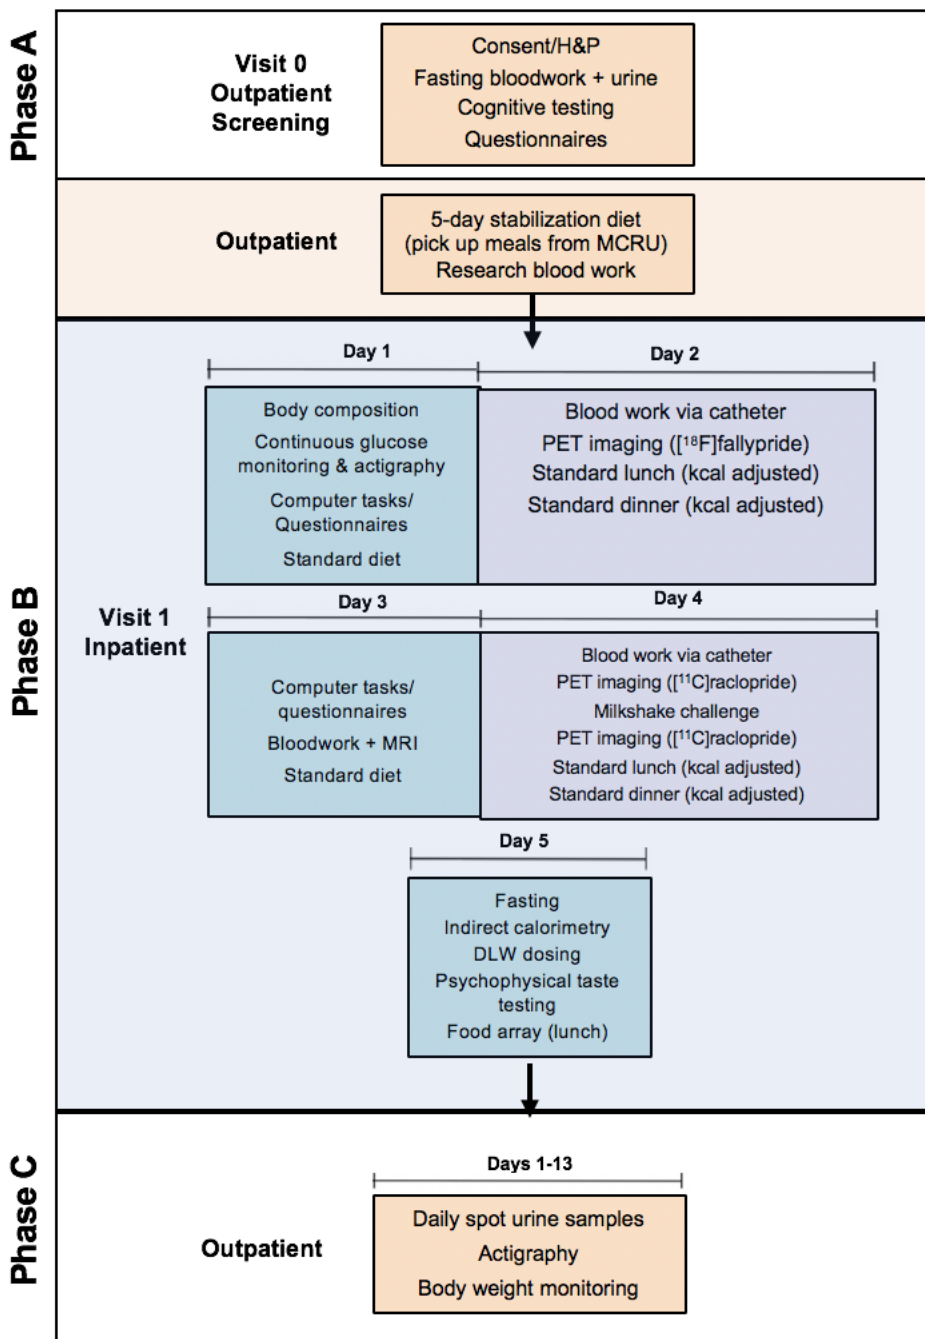 Phase A
Visit 0
Outpatient
Screening
Consent/H&P
Fasting bloodwork + urine
Cognitive testing
Questionnaires
Outpatient
5-day stabilization diet
(pick up meals from MCRU)
Research blood work
Phase B
Visit 1
Inpatient
Day 1
Body composition
Continuous glucose
monitoring & actigraphy
Computer tasks/
Questionnaires
Standard diet
Day 2
Blood work via catheter
PET imaging ([¹⁸F]fallypride)
Standard lunch (kcal adjusted)
Standard dinner (kcal adjusted)
Day 3
Computer tasks/
questionnaires
Bloodwork + MRI
Standard diet
Day 4
Blood work via catheter
PET imaging ([¹¹C]raclopride)
Milkshake challenge
PET imaging ([¹¹C]raclopride)
Standard lunch (kcal adjusted)
Standard dinner (kcal adjusted)
Day 5
Fasting
Indirect calorimetry
DLW dosing
Psychophysical taste
testing
Food array (lunch)
Phase C
Outpatient
Days 1-13
Daily spot urine samples
Actigraphy
Body weight monitoring